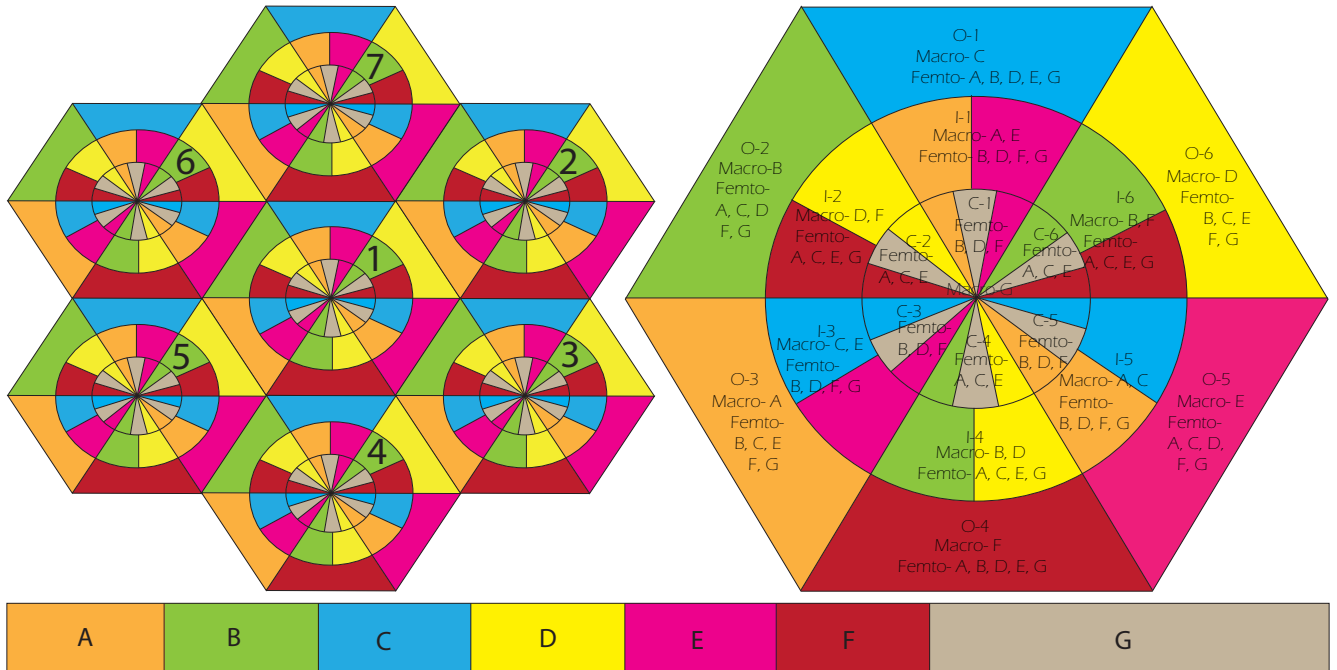 7
6
2
1
5
3
4
O-1
Macro- C
Femto- A, B, D, E, G
O-2
Macro-B
Femto-
A, C, D
F, G
O-6
Macro- D
Femto-
B, C, E
F, G
I-1
Macro- A, E
Femto- B, D, F, G
I-2
Macro- D, F
Femto-
A, C, E, G
I-6
Macro- B, F
Femto-
A, C, E, G
C-1
Femto-
B, D, F
C-2
Femto-
A, C, E
C-6
Femto-
A, C, E
Macro-G
C-3
Femto-
B, D, F
C-4
Femto-
A, C, E
C-5
Femto-
B, D, F
I-3
Macro- C, E
Femto-
B, D, F, G
I-5
Macro- A, C
Femto-
B, D, F, G
O-3
Macro- A
Femto-
B, C, E
F, G
O-5
Macro- E
Femto-
A, C, D,
F, G
I-4
Macro- B, D
Femto- A, C, E, G
O-4
Macro- F
Femto- A, B, D, E, G
A B C D E F G